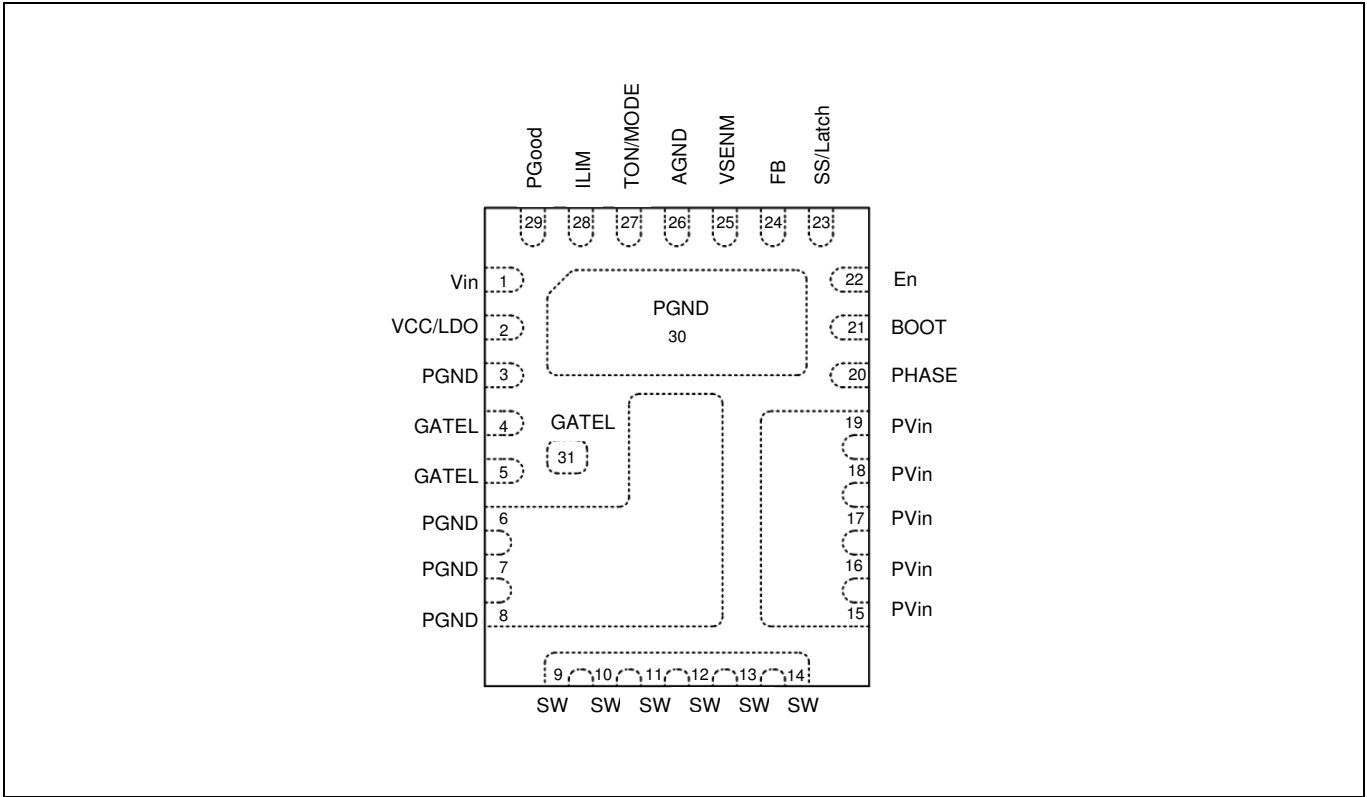 PGood
ILIM
TON/MODE
AGND
VSENM
FB
SS/Latch
29
28
27
26
25
24
23
Vin 1
22 En
PGND
30
VCC/LDO 2
21 BOOT
PGND 3
20 PHASE
GATEL 4
GATEL
31
19 PVin
GATEL 5
18 PVin
PGND 6
17 PVin
PGND 7
16 PVin
PGND 8
15 PVin
9 10 11 12 13 14
SW SW SW SW SW SW